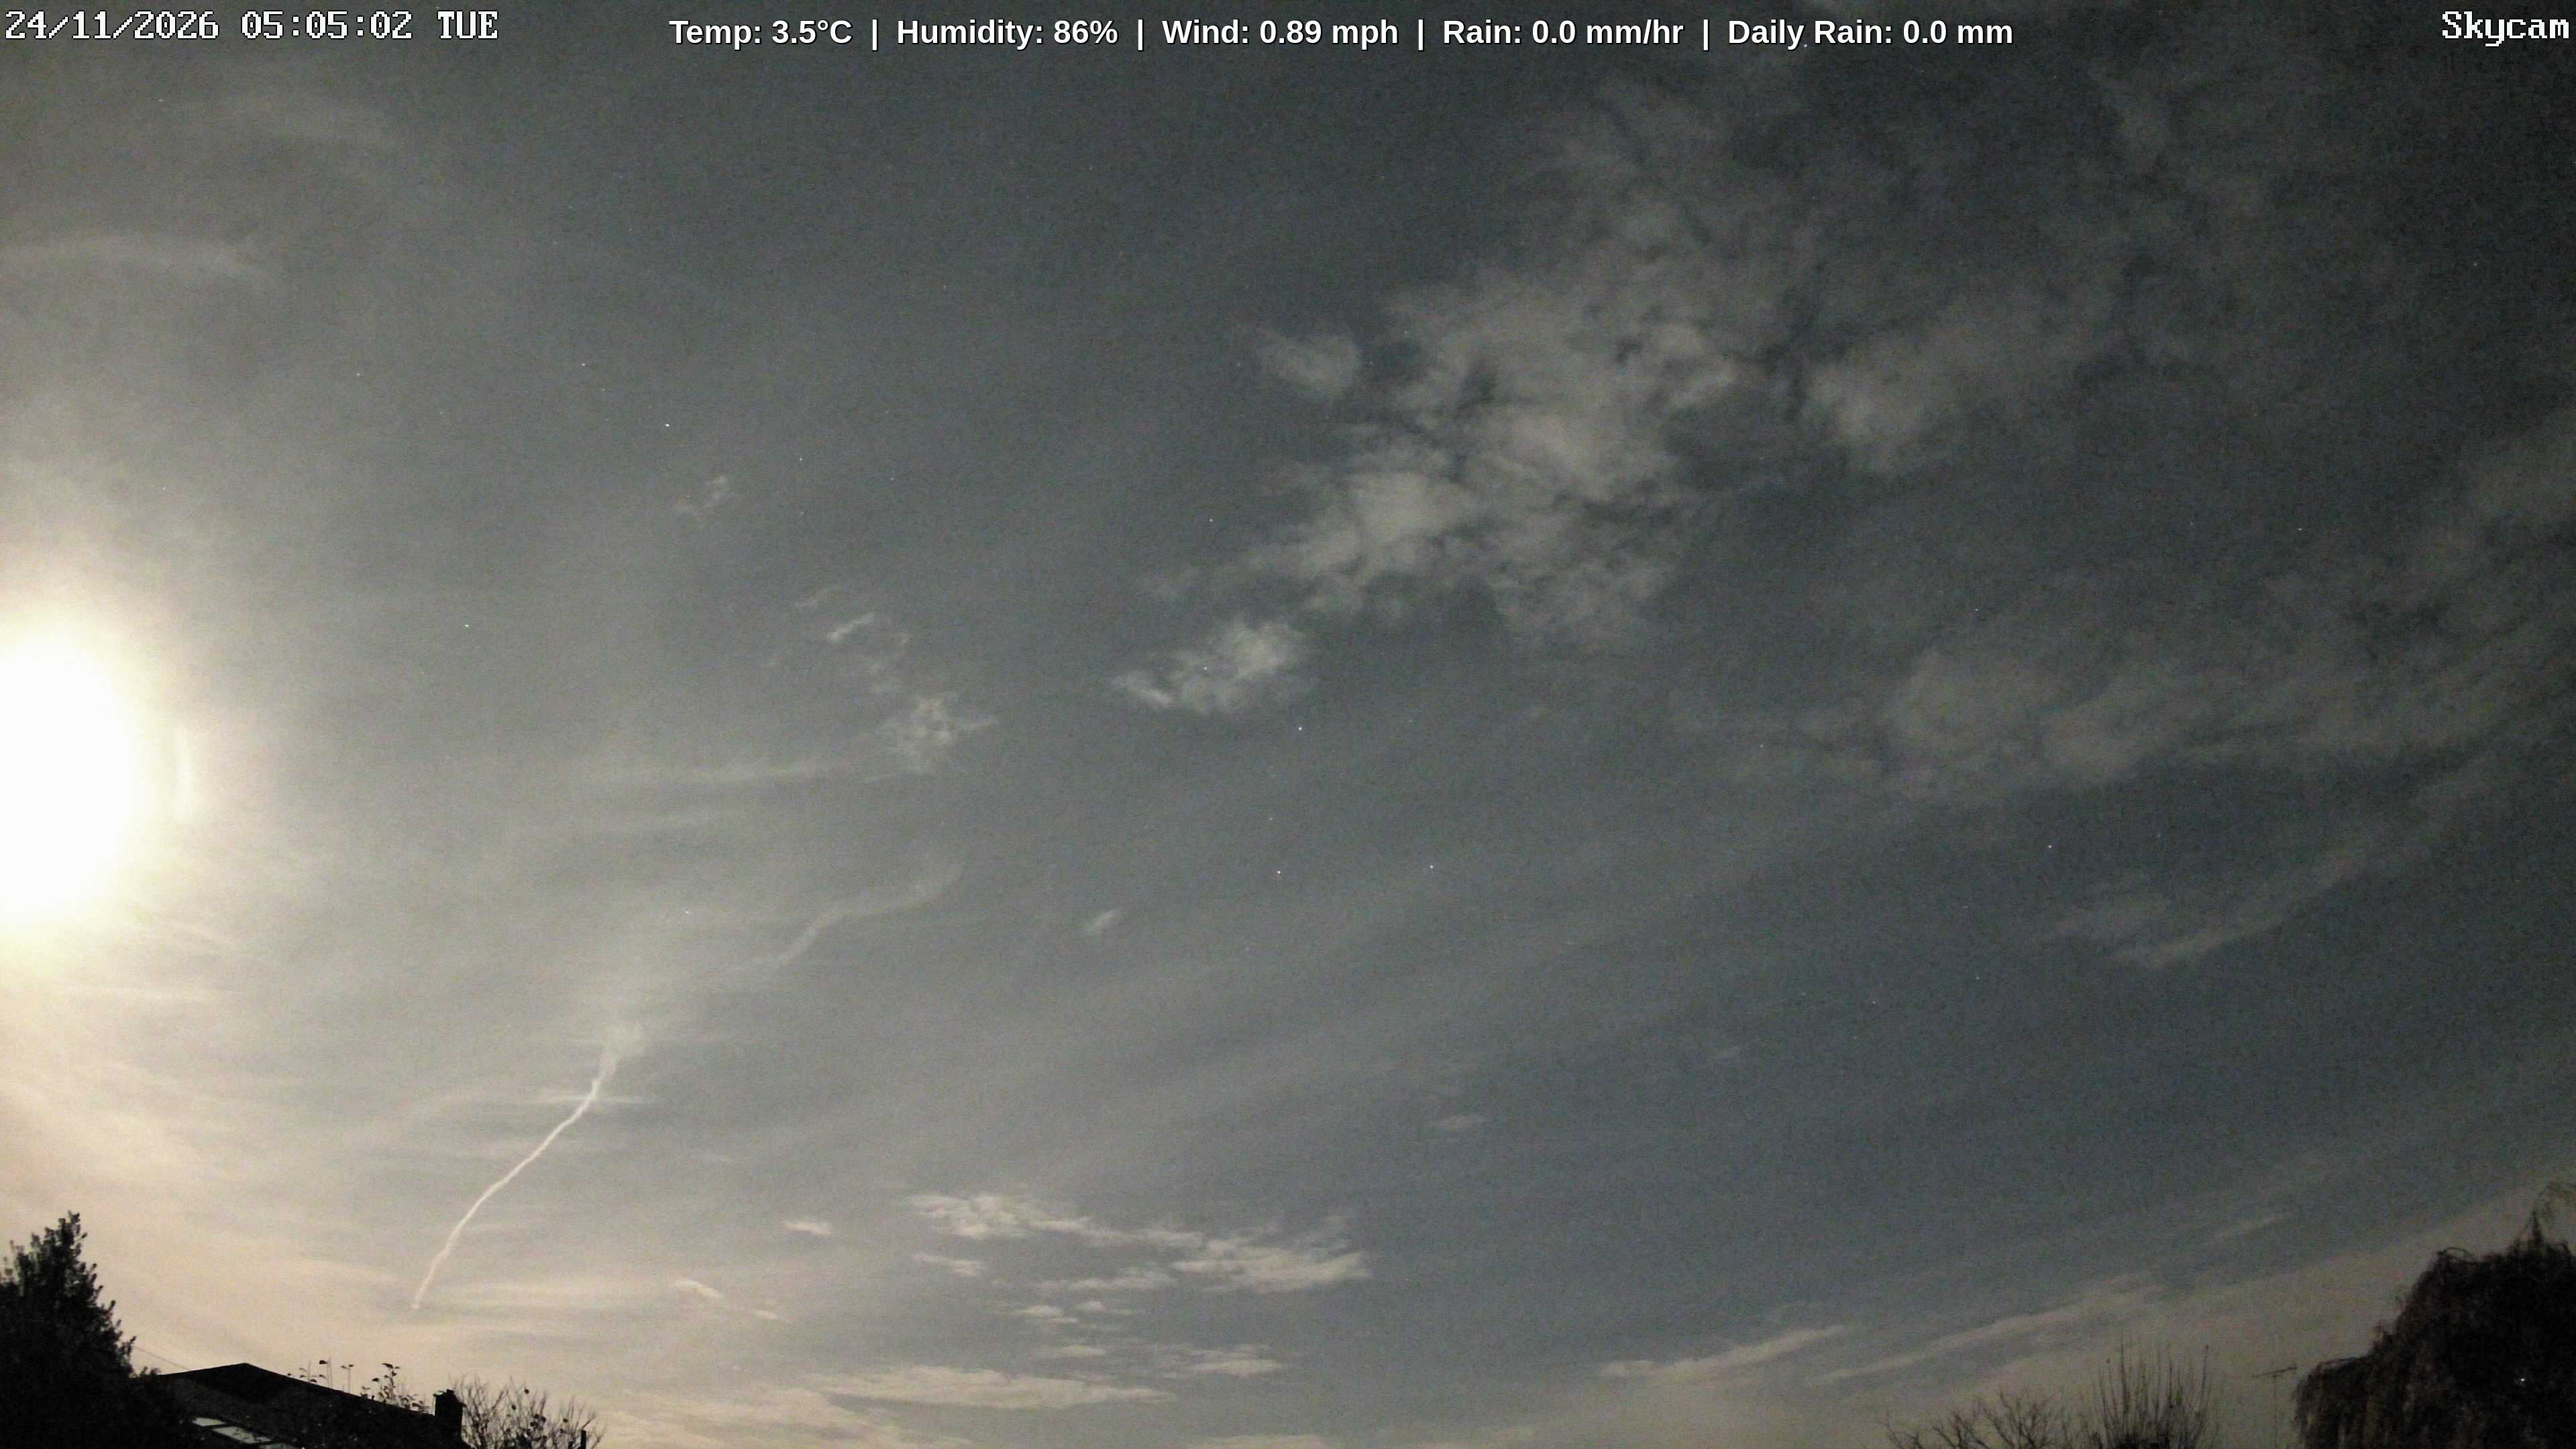 24/11/2026 05:05:02 TUE
Temp: 3.5°C | Humidity: 86% | Wind: 0.89 mph | Rain: 0.0 mm/hr | Daily Rain: 0.0 mm
Skycam